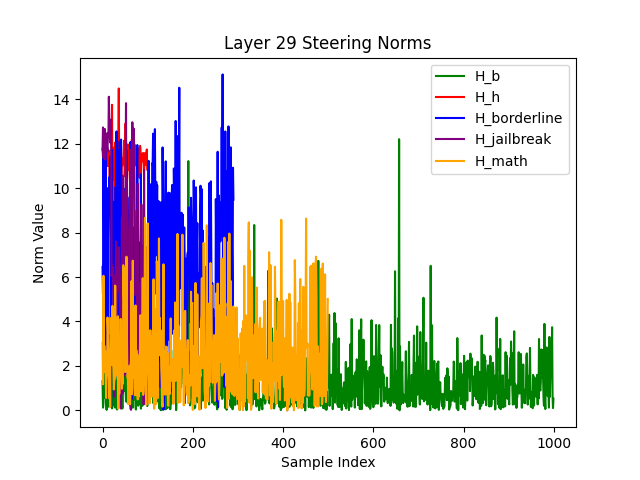 Layer 29 Steering Norms
H_b
H_h
H_borderline
H_jailbreak
H_math
Norm Value
14
12
10
8
6
4
2
0
0 200 400 600 800 1000
Sample Index